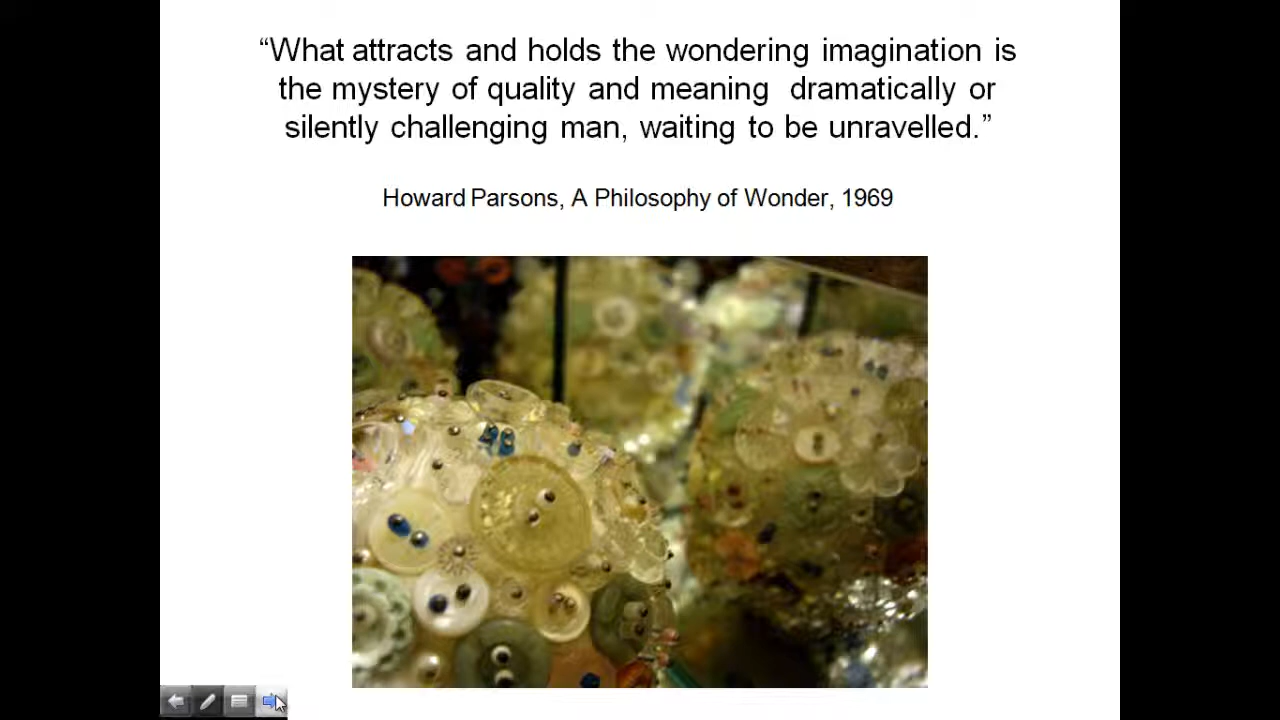 “What attracts and holds the wondering imagination is
the mystery of quality and meaning  dramatically or
silently challenging man, waiting to be unravelled.”
Howard Parsons, A Philosophy of Wonder, 1969